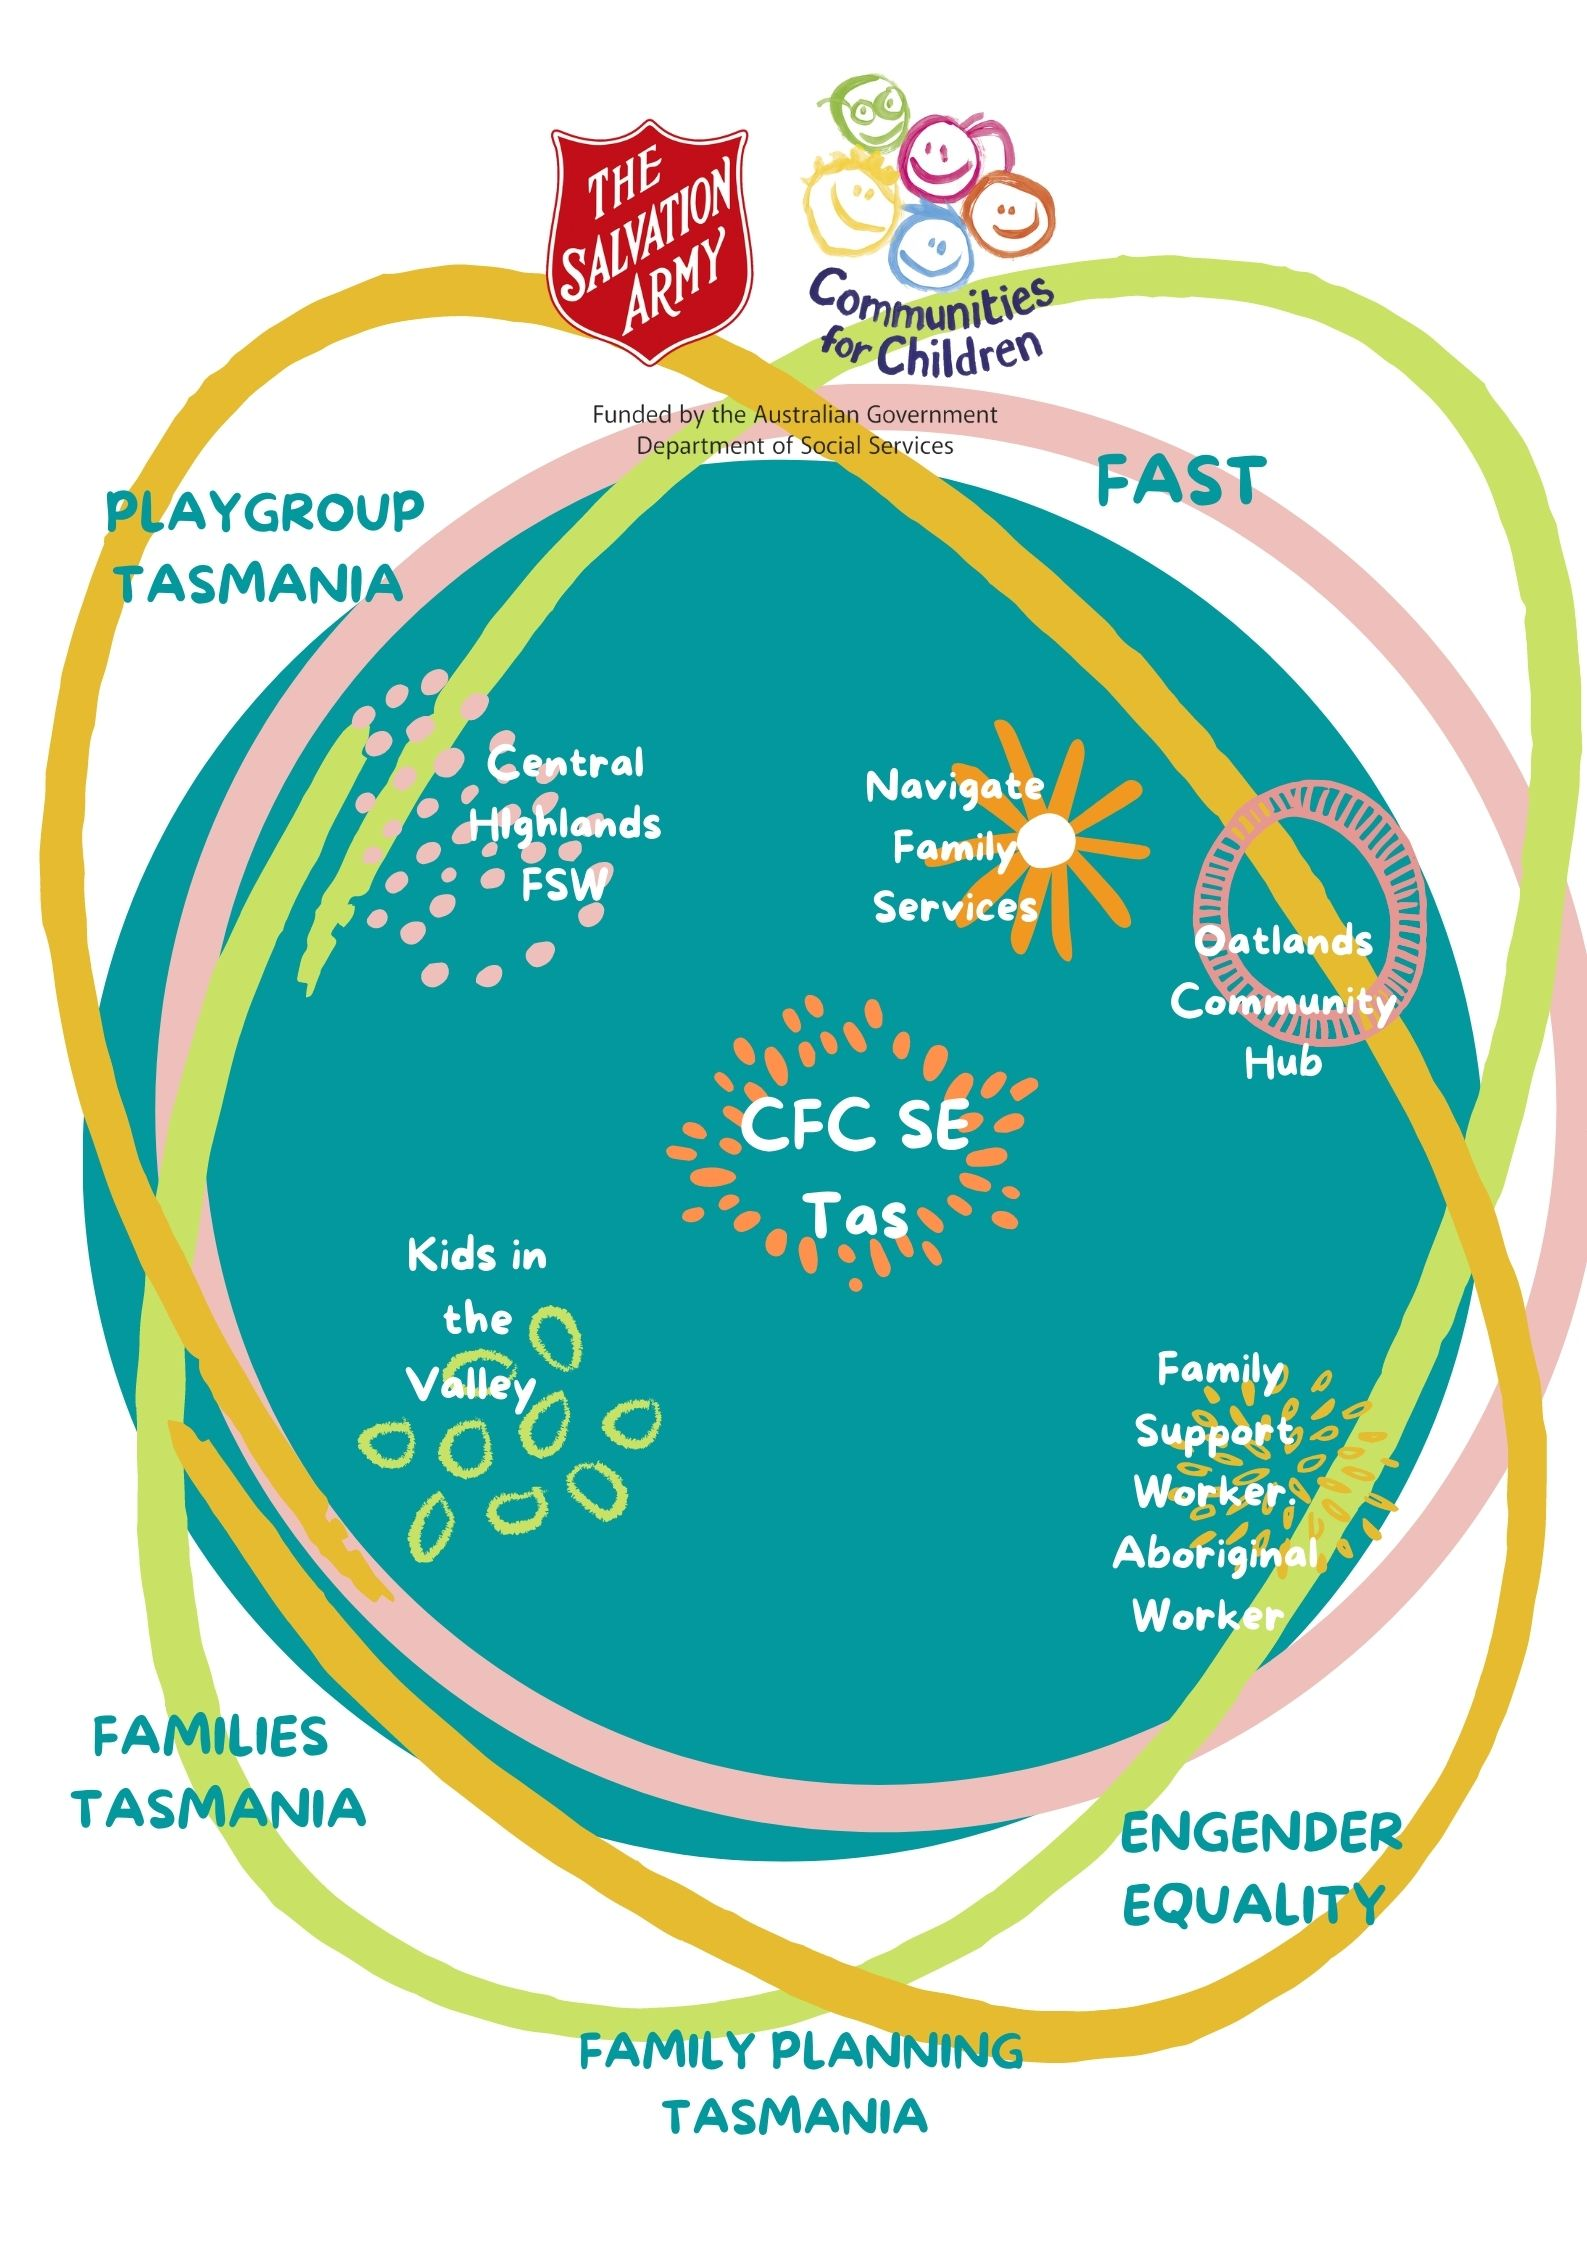 THE
SALVATION
ARMY
Communities
for Children
Funded by the Australian Government
Department of Social Services
PLAYGROUP
TASMANIA
FAST
Central
HIghlands
FSW
Navigate
Family
Services
Oatlands
Community
Hub
CFC SE
Tas
Kids in
the
Valley
Family
Support
Worker:
Aboriginal
Worker
FAMILIES
TASMANIA
ENGENDER
EQUALITY
FAMILY PLANNING
TASMANIA